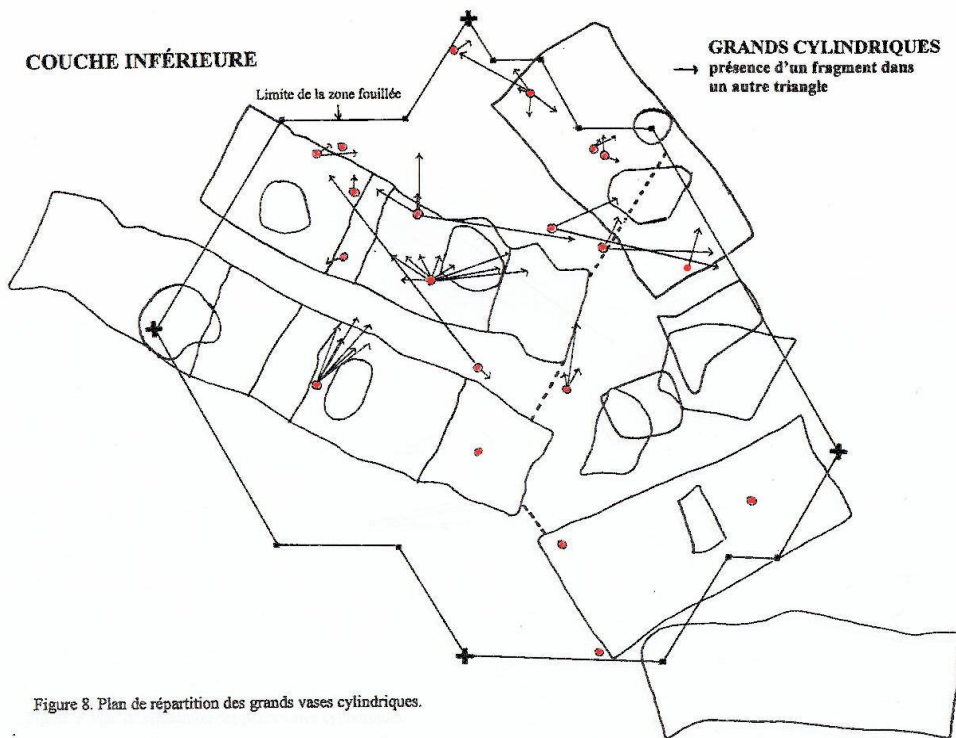 COUCHE INFÉRIEURE
GRANDS CYLINDRIQUES
présence d'un fragment dans
un autre triangle
Limite de la zone fouillée
Figure 8. Plan de répartition des grands vases cylindriques.